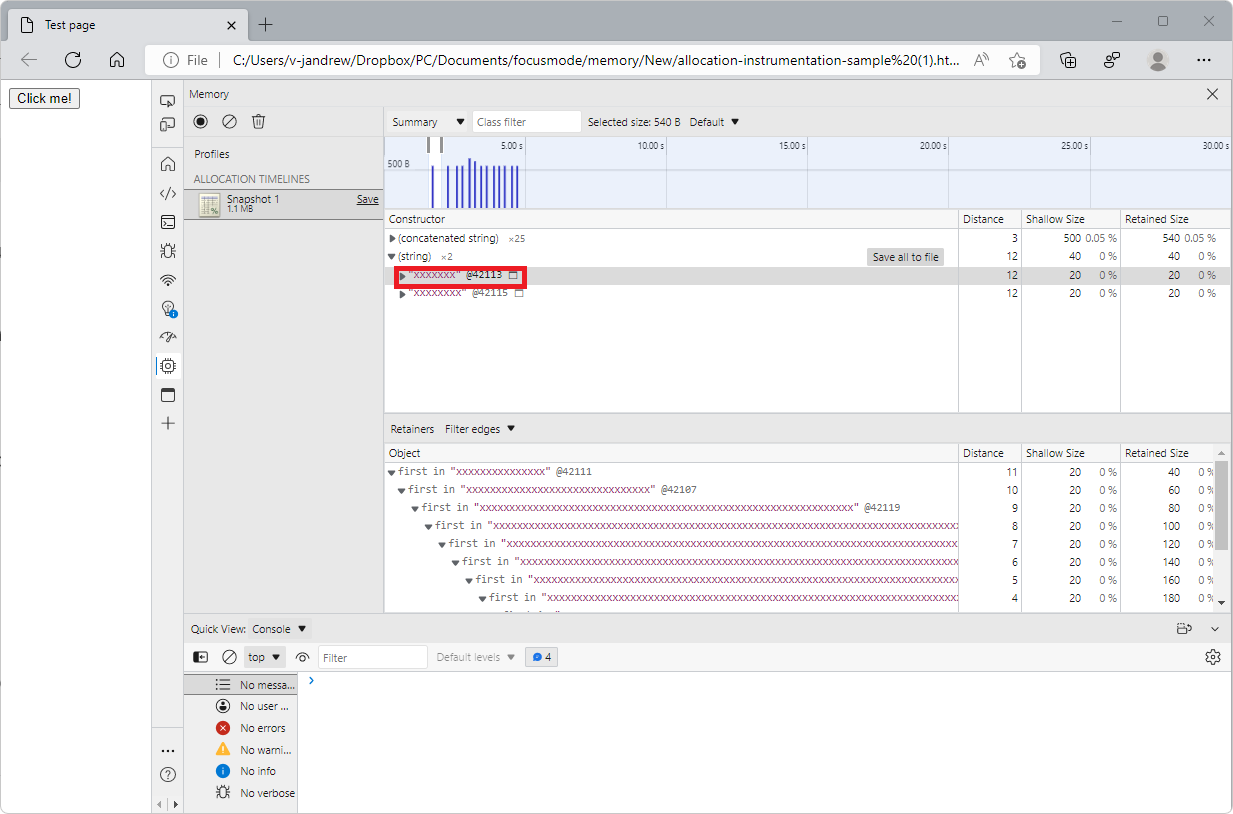 Test page
File
C:/Users/v-jandrew/Dropbox/PC/Documents/focusmode/memory/New/allocation-instrumentation-sample%20(1).ht...
Click me!
Memory
Profiles
ALLOCATION TIMELINES
Snapshot 1
Save
1.1 MB
Summary
Class filter
Selected size: 540 B
Default
5.00 s
10.00 s
15.00 s
20.00 s
25.00 s
30.00 s
500 B
Constructor Distance Shallow Size Retained Size
(concatenated string) ×25 3 500 0.05 % 540 0.05 %
(string) ×2 Save all to file 12 40 0 % 40 0 %
"xxxxxxx" @42113 12 20 0 % 20 0 %
"xxxxxxxx" @42115 12 20 0 % 20 0 %
Retainers Filter edges
Object Distance Shallow Size Retained Size
first in "xxxxxxxxxxxxxxx" @42111 11 20 0 % 40 0 %
first in "xxxxxxxxxxxxxxxxxxxxxxxxxxxxxxx" @42107 10 20 0 % 60 0 %
first in "xxxxxxxxxxxxxxxxxxxxxxxxxxxxxxxxxxxxxxxxxxxxxxxxxxxxxxxxxxxxxxx" @42119 9 20 0 % 80 0 %
first in "xxxxxxxxxxxxxxxxxxxxxxxxxxxxxxxxxxxxxxxxxxxxxxxxxxxxxxxxxxxxxxxxxxxxxxxxxxxxxx 8 20 0 % 100 0 %
first in "xxxxxxxxxxxxxxxxxxxxxxxxxxxxxxxxxxxxxxxxxxxxxxxxxxxxxxxxxxxxxxxxxxxxxxxxxxxx 7 20 0 % 120 0 %
first in "xxxxxxxxxxxxxxxxxxxxxxxxxxxxxxxxxxxxxxxxxxxxxxxxxxxxxxxxxxxxxxxxxxxxxxxxxx 6 20 0 % 140 0 %
first in "xxxxxxxxxxxxxxxxxxxxxxxxxxxxxxxxxxxxxxxxxxxxxxxxxxxxxxxxxxxxxxxxxxxxxxx 5 20 0 % 160 0 %
first in "xxxxxxxxxxxxxxxxxxxxxxxxxxxxxxxxxxxxxxxxxxxxxxxxxxxxxxxxxxxxxxxxxxxxx 4 20 0 % 180 0 %
Quick View: Console
top
Filter
Default levels
4
No messa...
No user ...
No errors
No warni...
No info
No verbose